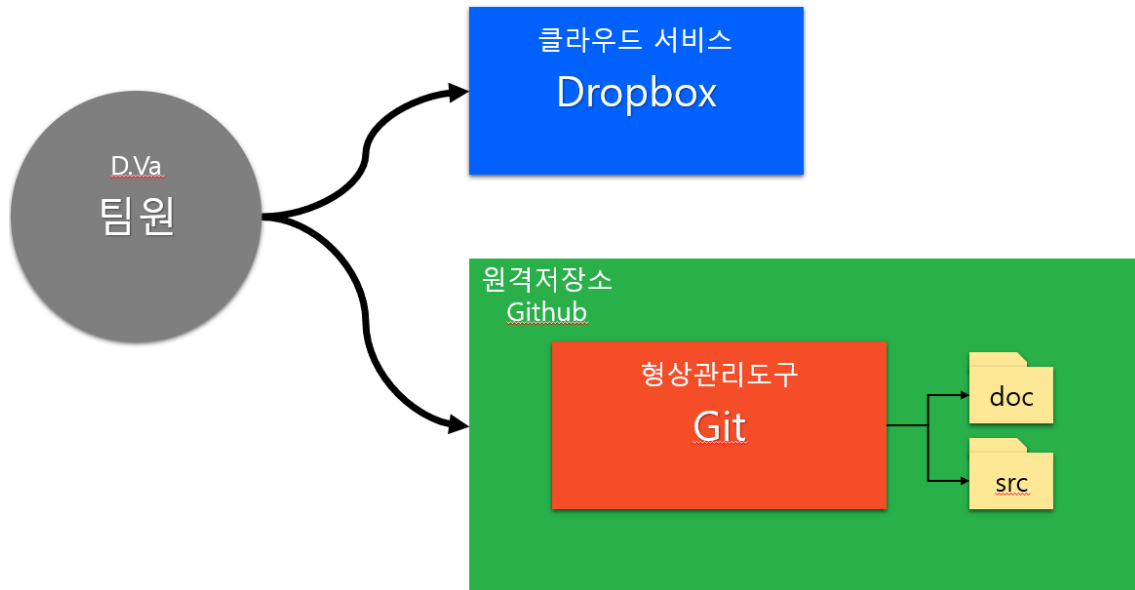 클라우드 서비스
Dropbox
D.Va
팀원
원격저장소
Github
형상관리도구
Git
doc
src